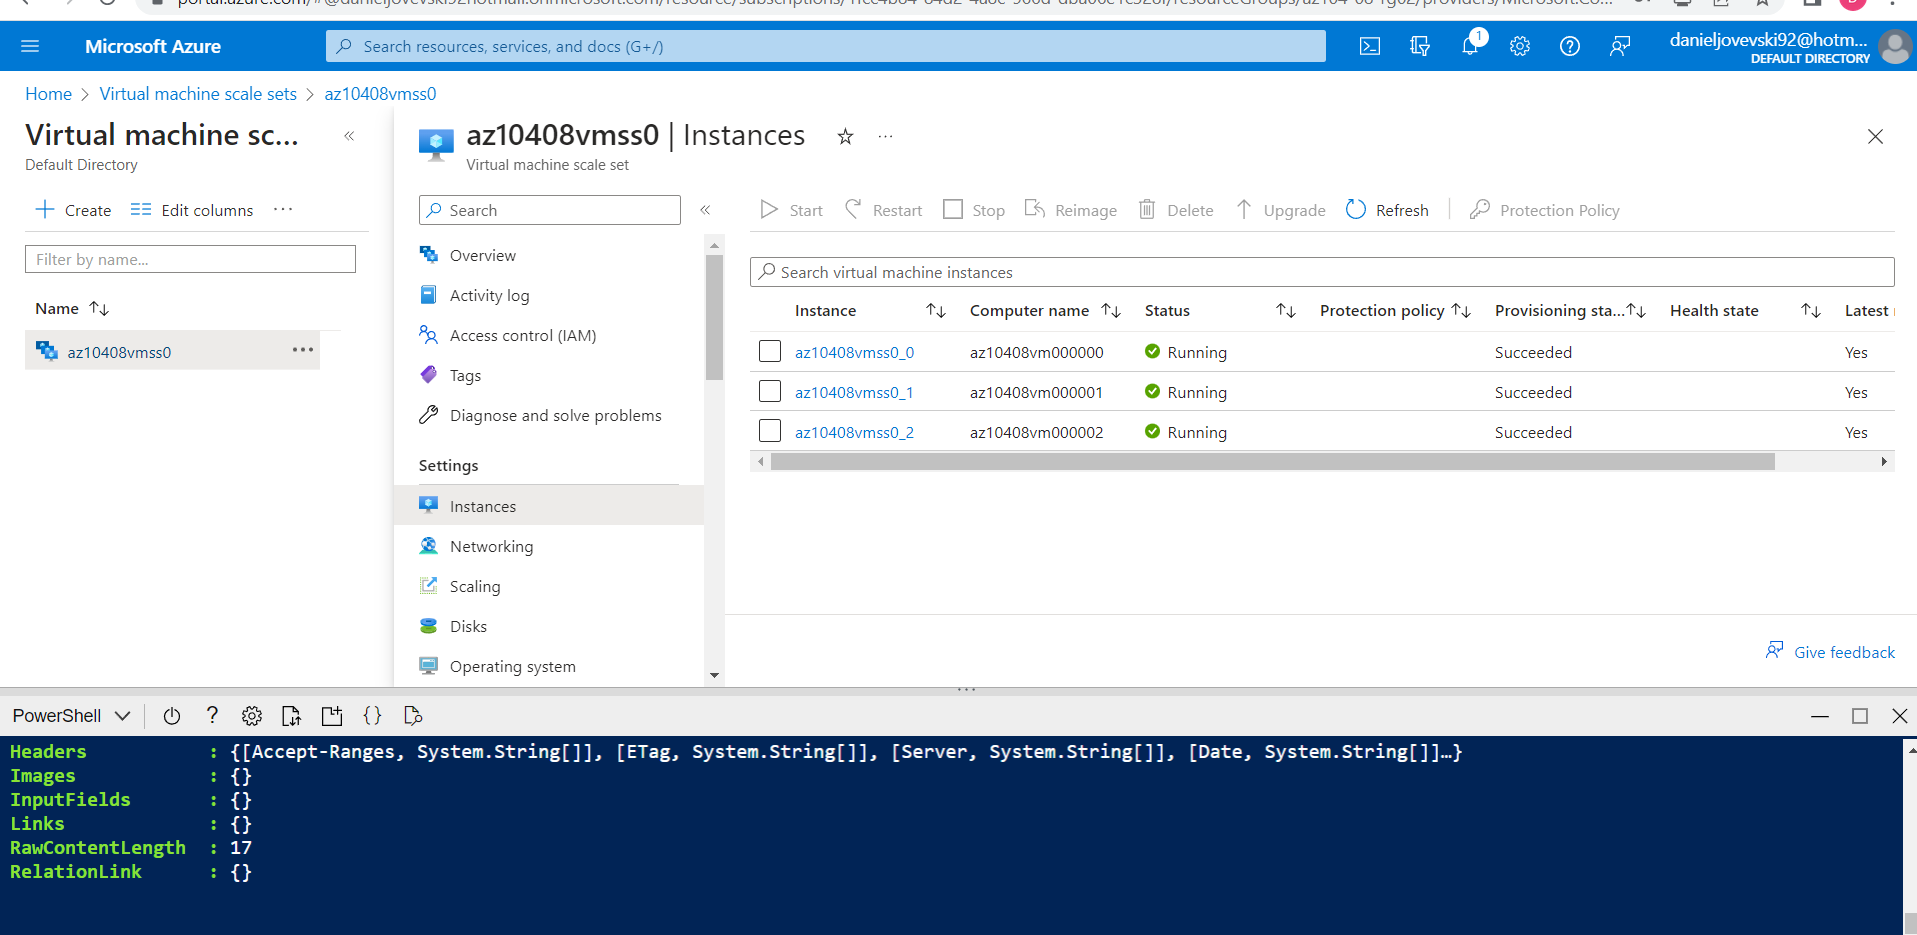 Microsoft Azure
Search resources, services, and docs (G+/)
1
danieljovevski92@hotm...
DEFAULT DIRECTORY
Home > Virtual machine scale sets > az10408vmss0
Virtual machine sc...
«
Default Directory
Create
Edit columns
...
Filter by name...
Name
az10408vmss0
...
az10408vmss0 | Instances
...
Virtual machine scale set
Search
«
Overview
Activity log
Access control (IAM)
Tags
Diagnose and solve problems
Settings
Instances
Networking
Scaling
Disks
Operating system
Start
Restart
Stop
Reimage
Delete
Upgrade
Refresh
Protection Policy
Search virtual machine instances
Instance Computer name Status Protection policy Provisioning sta... Health state Latest
az10408vmss0_0 az10408vm000000 Running Succeeded Yes
az10408vmss0_1 az10408vm000001 Running Succeeded Yes
az10408vmss0_2 az10408vm000002 Running Succeeded Yes
Give feedback
PowerShell
?
{}
Headers : {[Accept-Ranges, System.String[]], [ETag, System.String[]], [Server, System.String[]], [Date, System.String[]]…}
Images : {}
InputFields : {}
Links : {}
RawContentLength : 17
RelationLink : {}